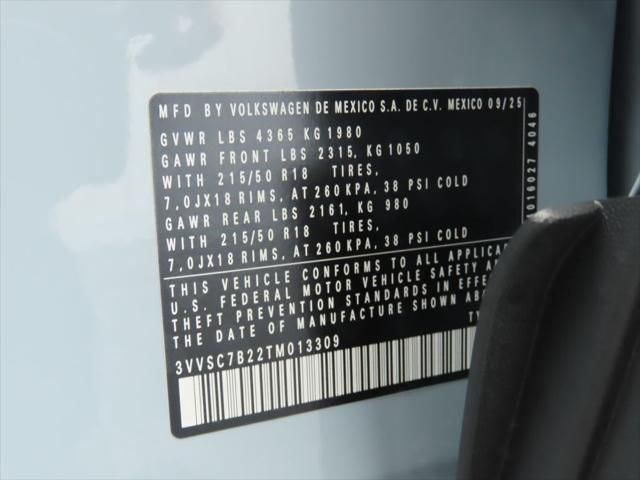 MFD BY VOLKSWAGEN DE MEXICO S.A. DE C.V. MEXICO 09/25
GVWR LBS 4365 KG 1980
GAWR FRONT LBS 2315, KG 1050
WITH 215/50 R18 TIRES,
7,0JX18 RIMS, AT 260 KPA, 38 PSI COLD
GAWR REAR LBS 2161, KG 980
WITH 215/50 R18 TIRES,
7,0JX18 RIMS, AT 260 KPA, 38 PSI COLD
THIS VEHICLE CONFORMS TO ALL APPLICAB
U.S. FEDERAL MOTOR VEHICLE SAFETY A
THEFT PREVENTION STANDARDS IN EFFE
THE DATE OF MANUFACTURE SHOWN ABO
3VVSC7B22TM013309
TY
016027 4046